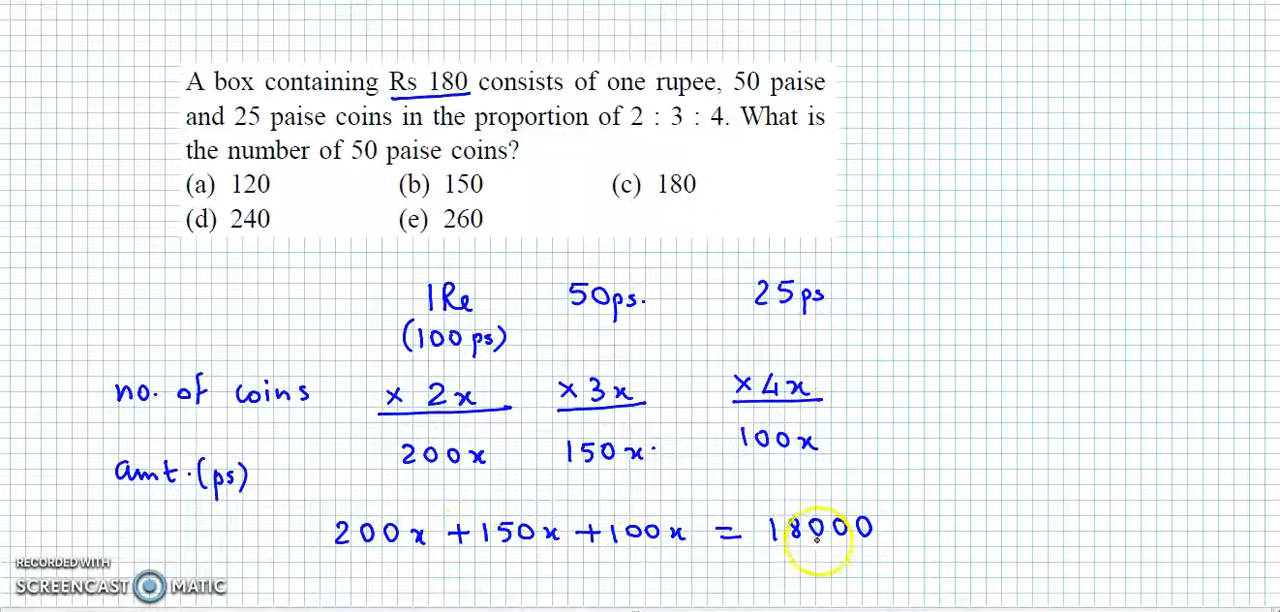 A box containing Rs 180 consists of one rupee, 50 paise
and 25 paise coins in the proportion of 2 : 3 : 4. What is
the number of 50 paise coins?
(a) 120 (b) 150 (c) 180
(d) 240 (e) 260
1Re 50ps. 25ps
(100ps)
no. of coins × 2x × 3x × 4x
200x 150x. 100x
amt.(ps)
200x + 150x + 100x = 18000
RECORDED WITH
SCREENCAST MATIC